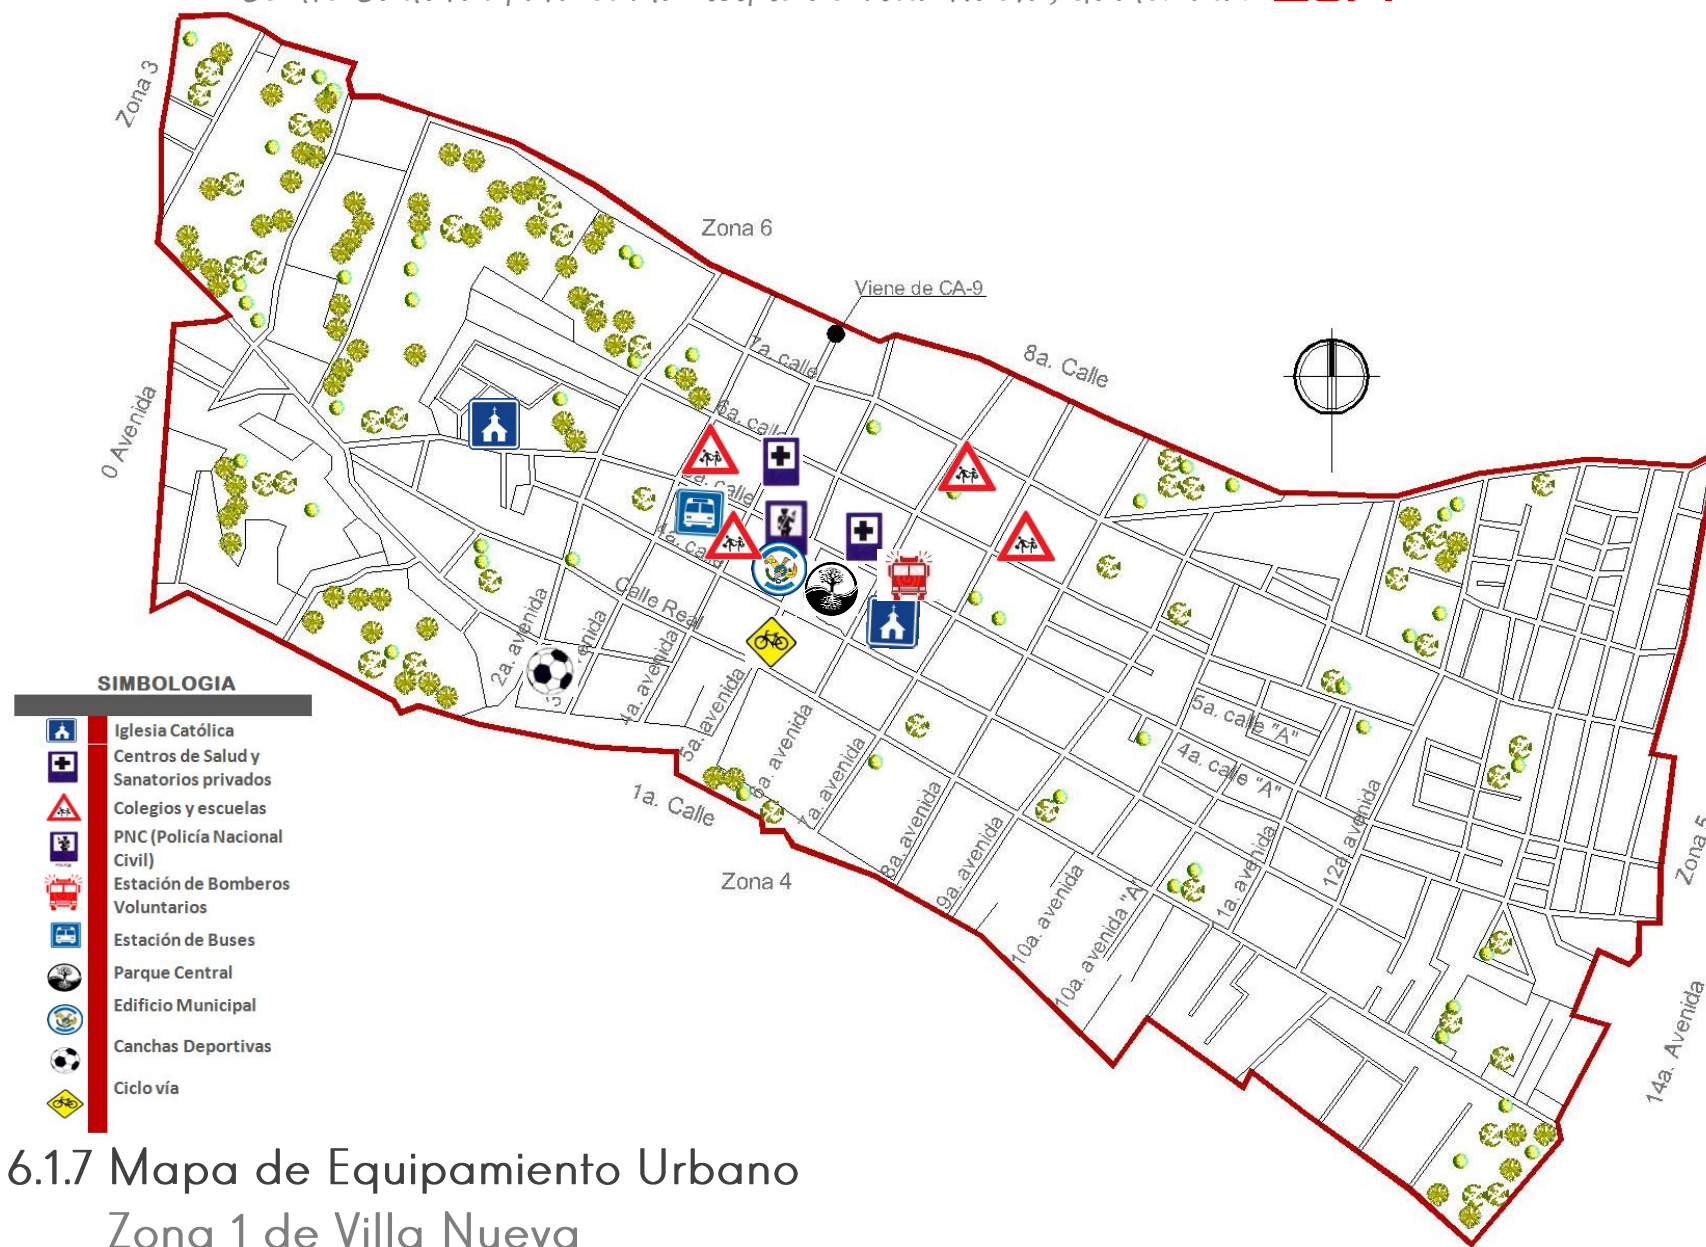 Zona 3
Zona 6
Viene de CA-9
7a. calle
8a. Calle
6a. calle
0 Avenida
calle
4a. calle
Calle Real
2a. avenida
avenida
4a. avenida
5a. avenida
6a. avenida
7a. avenida
8a. avenida
9a. avenida
10a. avenida
10a. avenida "A"
11a. avenida
12a. avenida
5a. calle "A"
4a. calle "A"
1a. Calle
Zona 4
Zona 5
14a. Avenida
SIMBOLOGIA
Iglesia Católica
Centros de Salud y
Sanatorios privados
Colegios y escuelas
PNC (Policía Nacional
Civil)
Estación de Bomberos
Voluntarios
Estación de Buses
Parque Central
Edificio Municipal
Canchas Deportivas
Ciclo vía
6.1.7 Mapa de Equipamiento Urbano
Zona 1 de Villa Nueva